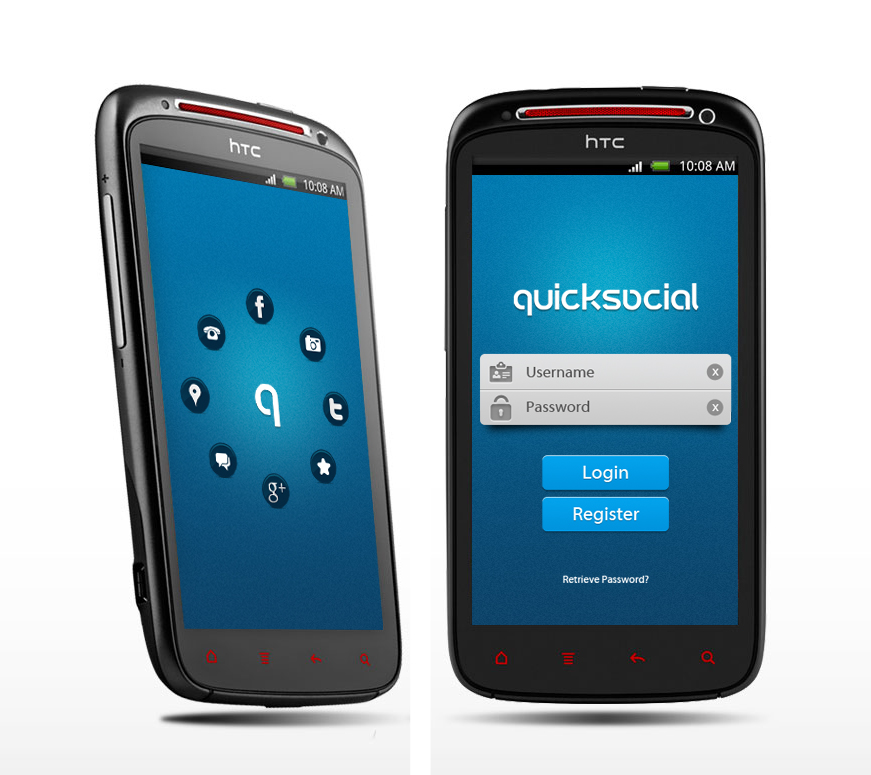 hTC
10:08 AM
f
q
t
g+
hTC
10:08 AM
quicksocial
Username
x
Password
x
Login
Register
Retrieve Password?